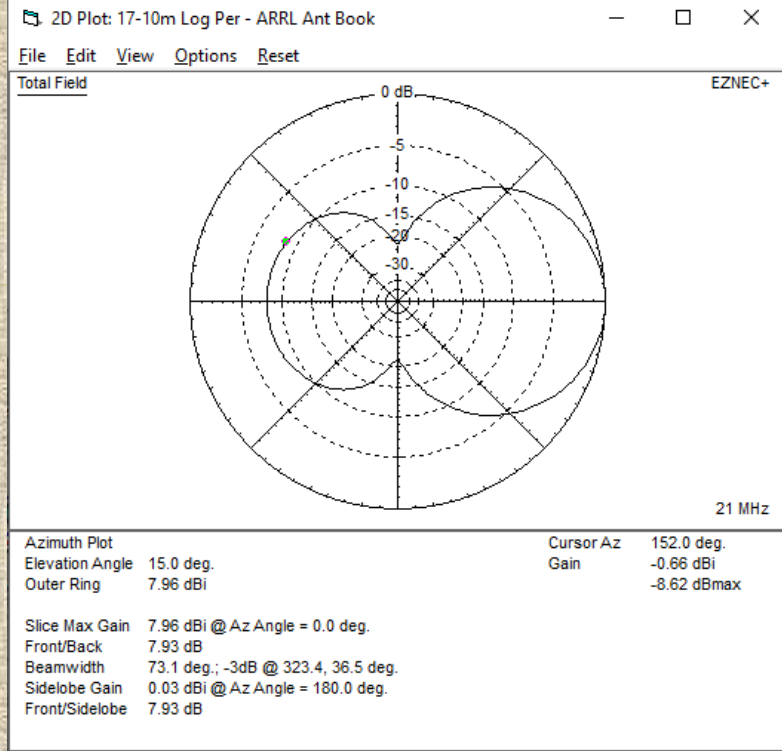 2D Plot: 17-10m Log Per - ARRL Ant Book
File Edit View Options Reset
Total Field
EZNEC+
0 dB
-5
-10
-15
-20
-30
21 MHz
Azimuth Plot
Elevation Angle 15.0 deg.
Outer Ring 7.96 dBi
Cursor Az 152.0 deg.
Gain -0.66 dBi
-8.62 dBmax
Slice Max Gain 7.96 dBi @ Az Angle = 0.0 deg.
Front/Back 7.93 dB
Beamwidth 73.1 deg.; -3dB @ 323.4, 36.5 deg.
Sidelobe Gain 0.03 dBi @ Az Angle = 180.0 deg.
Front/Sidelobe 7.93 dB